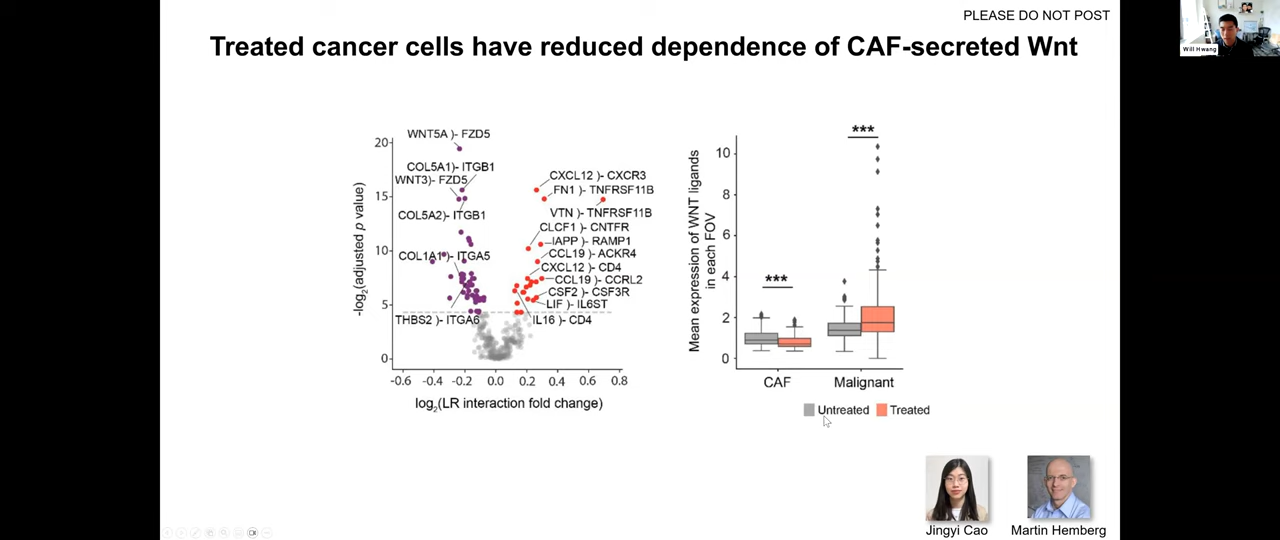 PLEASE DO NOT POST
Treated cancer cells have reduced dependence of CAF-secreted Wnt
Will Hwang
-log2(adjusted p value)
20
15
10
5
0
WNT5A )- FZD5
COL5A1)- ITGB1
WNT3)- FZD5
COL5A2)- ITGB1
COL1A1)- ITGA5
THBS2 )- ITGA6
CXCL12 )- CXCR3
FN1 )- TNFRSF11B
VTN )- TNFRSF11B
CLCF1 )- CNTFR
IAPP )- RAMP1
CCL19 )- ACKR4
CXCL12 )- CD4
CCL19 )- CCRL2
CSF2 )- CSF3R
LIF )- IL6ST
IL16 )- CD4
-0.6 -0.4 -0.2 0.0 0.2 0.4 0.6 0.8
log2(LR interaction fold change)
Mean expression of WNT ligands
in each FOV
10
8
6
4
2
0
***
***
CAF Malignant
Untreated Treated
Jingyi Cao Martin Hemberg